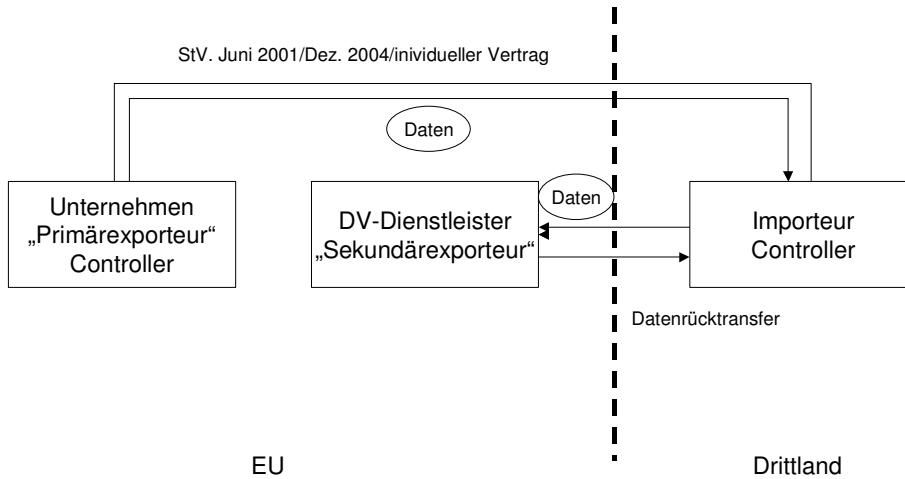 StV. Juni 2001/Dez. 2004/inividueller Vertrag
Daten
Daten
Unternehmen
„Primärexporteur“
Controller
DV-Dienstleister
„Sekundärexporteur“
Importeur
Controller
Datenrücktransfer
EU
Drittland